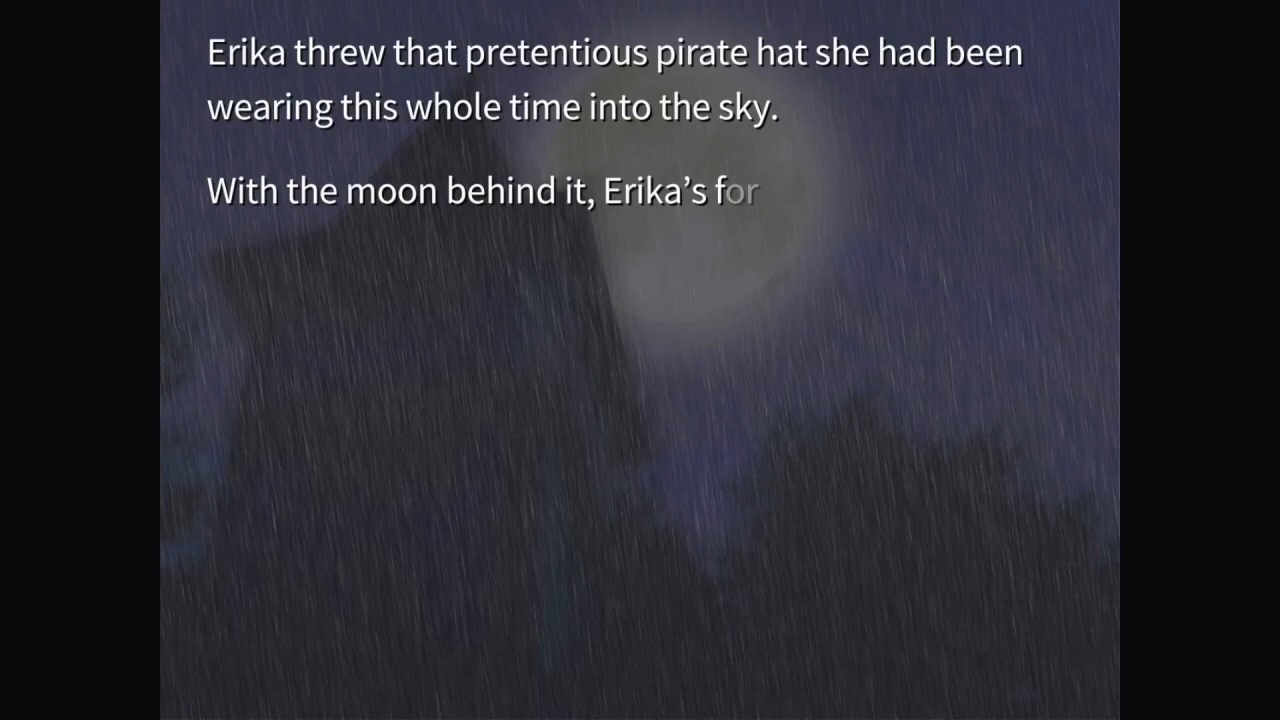 Erika threw that pretentious pirate hat she had been
wearing this whole time into the sky.
With the moon behind it, Erika’s for